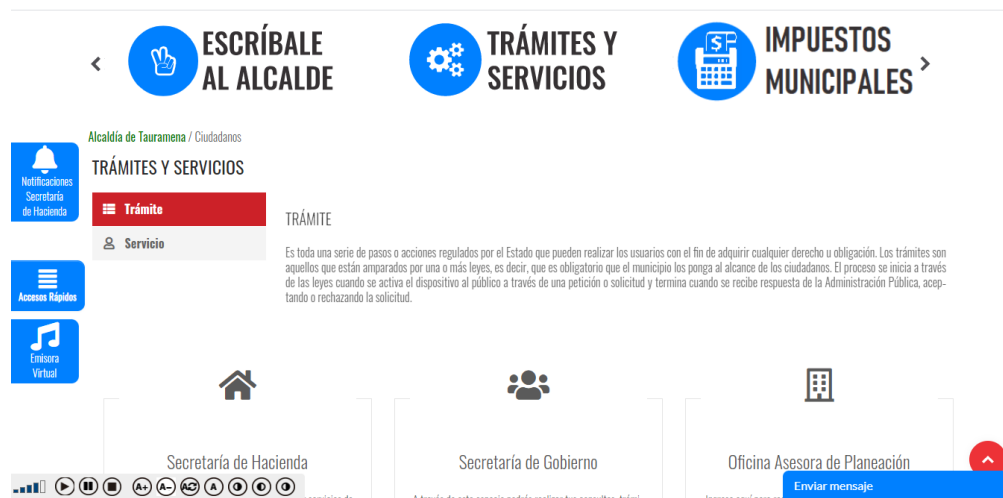 ESCRÍBALE
AL ALCALDE
TRÁMITES Y
SERVICIOS
IMPUESTOS
MUNICIPALES
Alcaldía de Tauramena / Ciudadanos
TRÁMITES Y SERVICIOS
Notificaciones
Secretaría
de Hacienda
Trámite
Servicio
Accesos Rápidos
Emisora
Virtual
TRÁMITE
Es toda una serie de pasos o acciones regulados por el Estado que pueden realizar los usuarios con el fin de adquirir cualquier derecho u obligación. Los trámites son
aquellos que están amparados por una o más leyes, es decir, que es obligatorio que el municipio los ponga al alcance de los ciudadanos. El proceso se inicia a través
de las leyes cuando se activa el dispositivo al público a través de una petición o solicitud y termina cuando se recibe respuesta de la Administración Pública, acep-
tando o rechazando la solicitud.
Secretaría de Hacienda
Secretaría de Gobierno
Oficina Asesora de Planeación
A+ A- A
Enviar mensaje